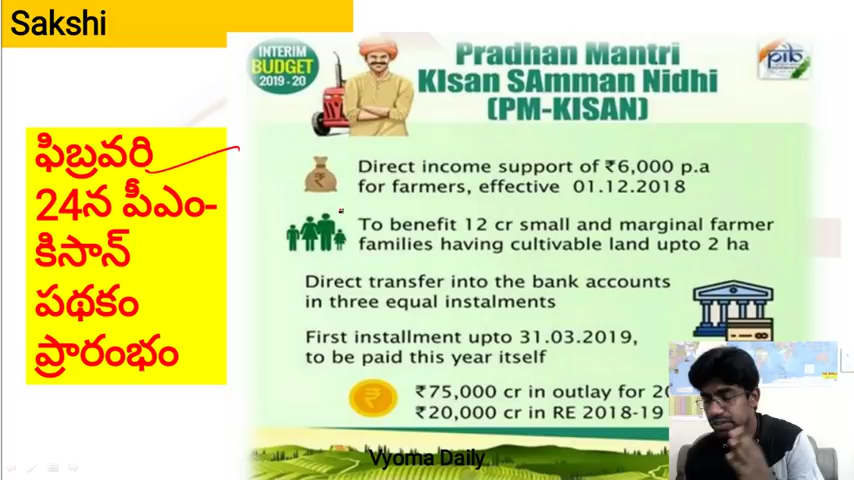 Sakshi
INTERIM
BUDGET
2019-20
Pradhan Mantri
KIsan SAmman Nidhi
(PM-KISAN)
pib
ఫిబ్రవరి
24న పీఎం-
కిసాన్
పథకం
ప్రారంభం
Direct income support of ₹6,000 p.a
for farmers, effective 01.12.2018
To benefit 12 cr small and marginal farmer
families having cultivable land upto 2 ha
Direct transfer into the bank accounts
in three equal instalments
First installment upto 31.03.2019,
to be paid this year itself
₹75,000 cr in outlay for 20
₹20,000 cr in RE 2018-19
Vyoma Daily